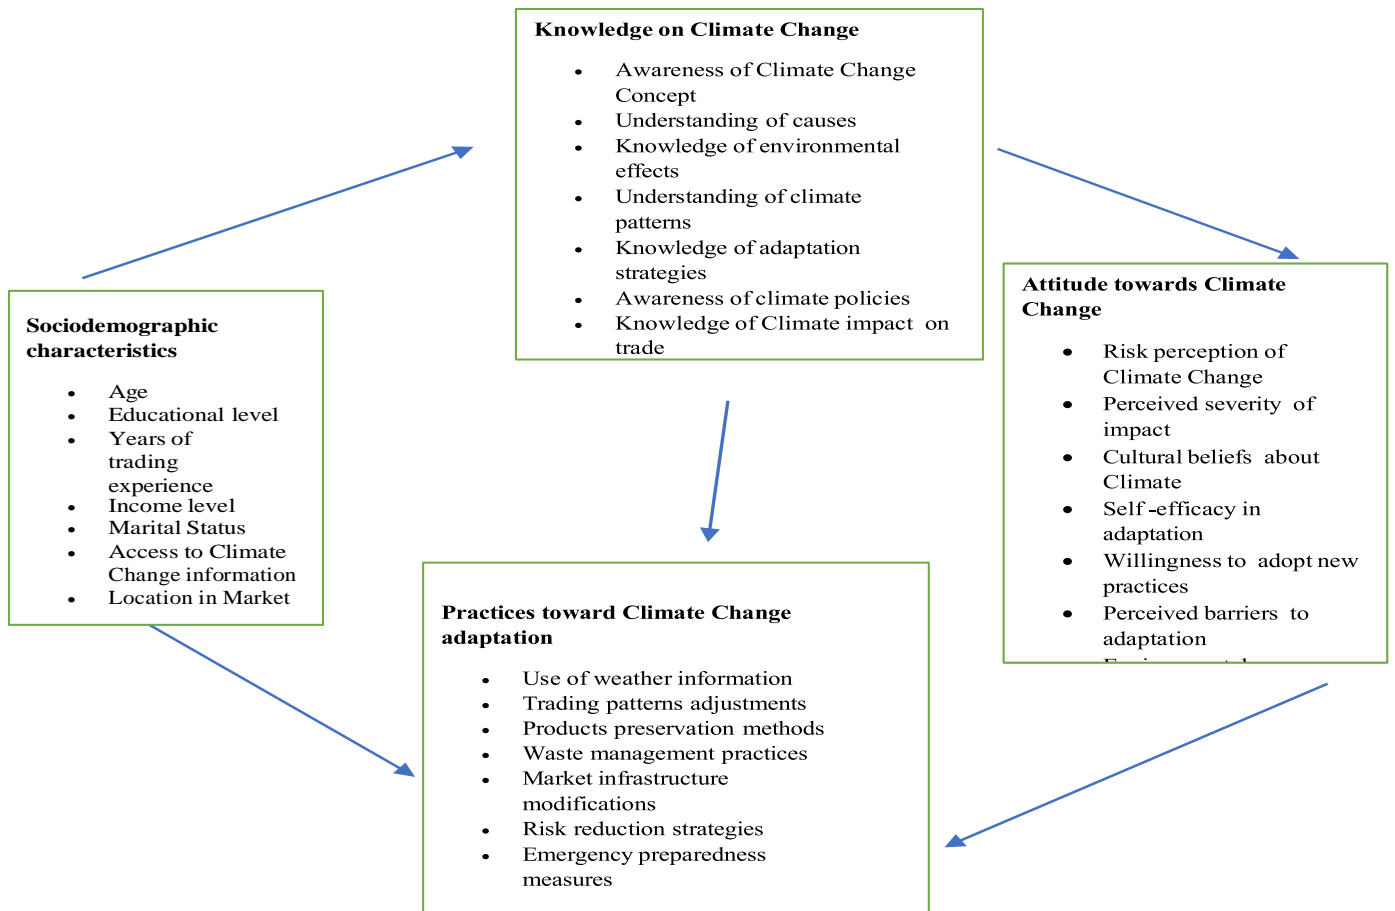 Knowledge on Climate Change
• Awareness of Climate Change
Concept
• Understanding of causes
• Knowledge of environmental
effects
• Understanding of climate
patterns
• Knowledge of adaptation
strategies
• Awareness of climate policies
• Knowledge of Climate impact on
trade
Sociodemographic
characteristics
• Age
• Educational level
• Years of
trading
experience
• Income level
• Marital Status
• Access to Climate
Change information
• Location in Market
Attitude towards Climate
Change
• Risk perception of
Climate Change
• Perceived severity of
impact
• Cultural beliefs about
Climate
• Self -efficacy in
adaptation
• Willingness to adopt new
practices
• Perceived barriers to
adaptation
Practices toward Climate Change
adaptation
• Use of weather information
• Trading patterns adjustments
• Products preservation methods
• Waste management practices
• Market infrastructure
modifications
• Risk reduction strategies
• Emergency preparedness
measures